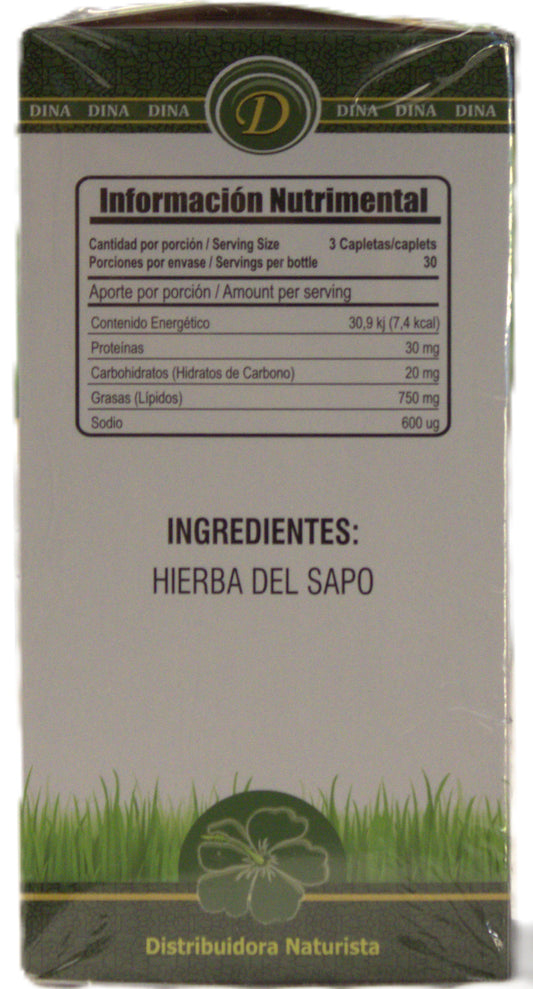 DINA DINA DINA D DINA DINA DINA
Información Nutrimental
Cantidad por porción / Serving Size 3 Capletas/caplets
Porciones por envase / Servings per bottle 30
Aporte por porción / Amount per serving
Contenido Energético 30,9 kj (7,4 kcal)
Proteínas 30 mg
Carbohidratos (Hidratos de Carbono) 20 mg
Grasas (Lípidos) 750 mg
Sodio 600 ug
INGREDIENTES:
HIERBA DEL SAPO
Distribuidora Naturista